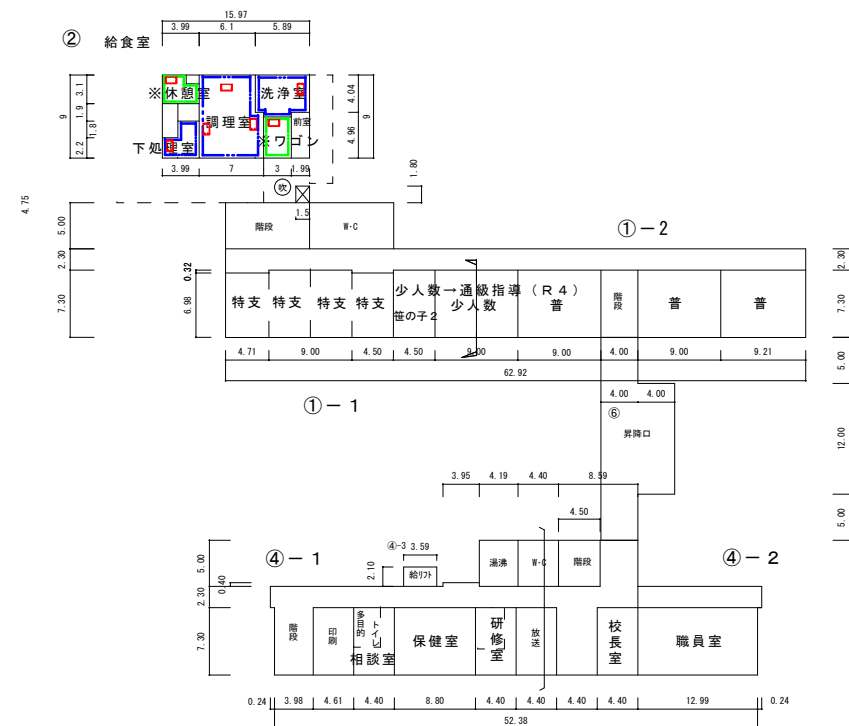 15.97
3.99 6.1 5.89
② 給食室
9 3.1 1.9 1.8 2.2
※休憩室 洗浄室
調理室 前室
※ワゴン
下処理室
4.04 4.96 9
3.99 7 3 1.99
吹
1.80
4.75
1.5
5.00 階段 W・C
①－2
2.30 2.30
0.32
7.30 6.98
特支 特支 特支 特支 少人数→通級指導(R4)
笹の子2 少人数 普 階段 普 普
7.30
4.71 9.00 4.50 4.50 9.00 9.00 4.00 9.00 9.21
62.92
5.00
①－1
4.00 4.00
⑥
昇降口
12.00
3.95 4.19 4.40 8.59
4.50
5.00
④－1 ④-3 3.59 ④－2
5.00 2.10 給リフト 湯沸 W・C 階段
0.40
2.30
7.30
階段 印刷 多目的トイレ 相談室 保健室 研修室 放送 校長室 職員室
0.24 3.98 4.61 4.40 8.80 4.40 4.40 4.40 4.40 12.99 0.24
52.38